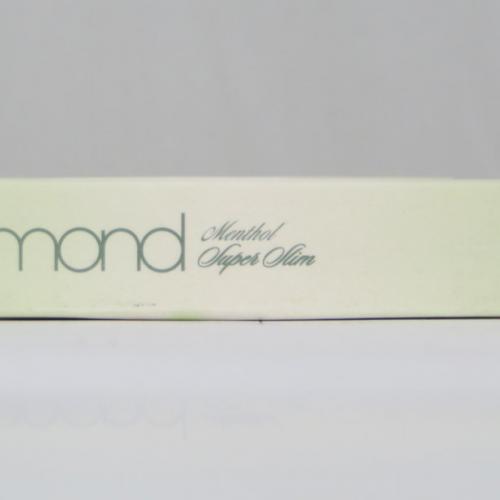 mond
Menthol
Super Slim